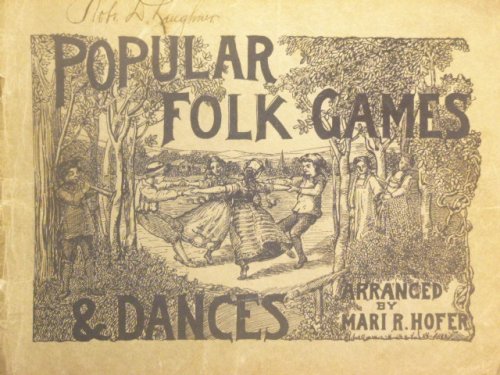 POPULAR
FOLK GAMES
& DANCES
ARRANGED
BY
MARI R. HOFER